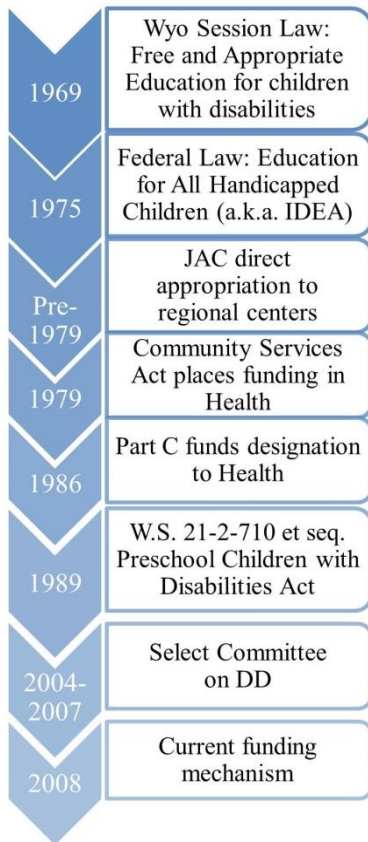 1969
Wyo Session Law:
Free and Appropriate
Education for children
with disabilities
1975
Federal Law: Education
for All Handicapped
Children (a.k.a. IDEA)
Pre-
1979
JAC direct
appropriation to
regional centers
1979
Community Services
Act places funding in
Health
1986
Part C funds designation
to Health
1989
W.S. 21-2-710 et seq.
Preschool Children with
Disabilities Act
2004-
2007
Select Committee
on DD
2008
Current funding
mechanism